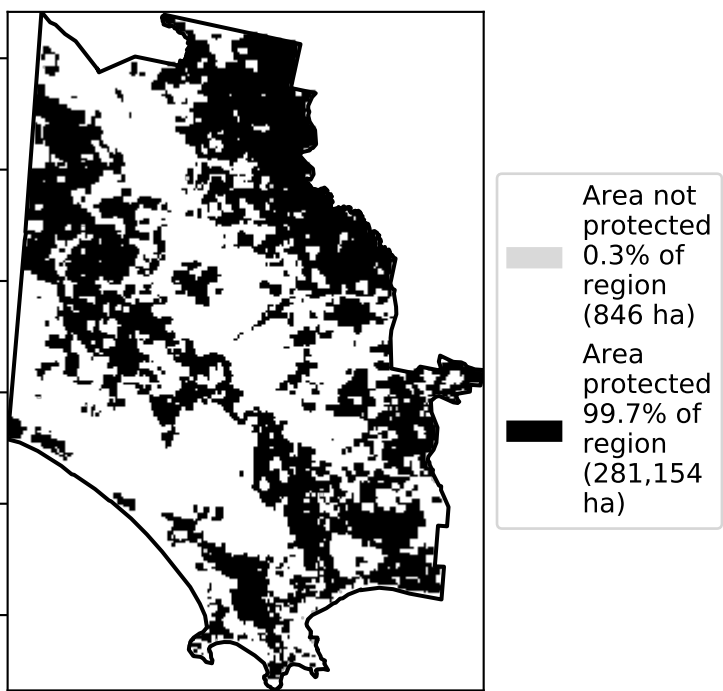 Area not
protected
0.3% of
region
(846 ha)
Area
protected
99.7% of
region
(281,154
ha)